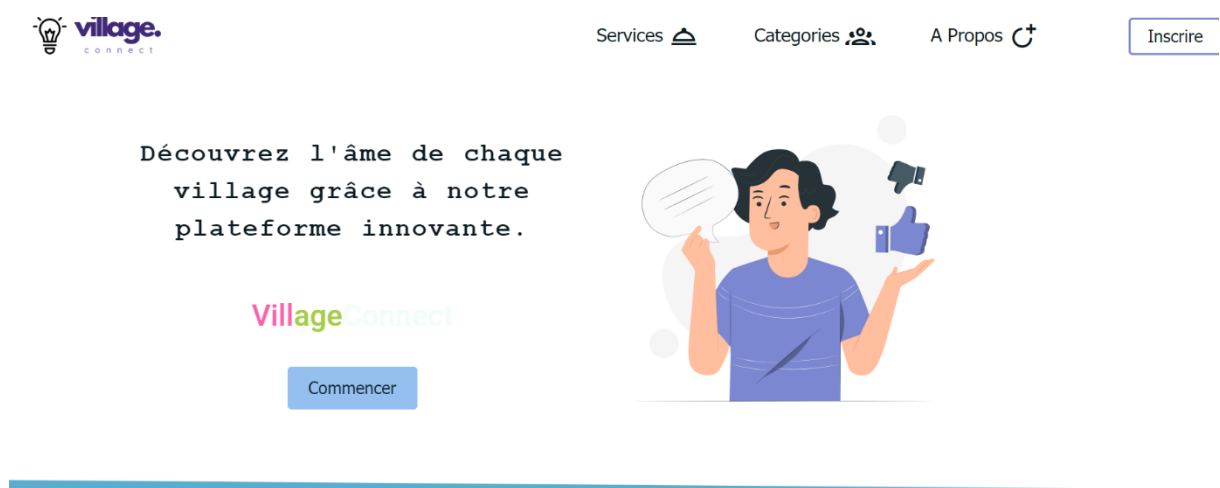 village.
connect
Services
Categories
A Propos
Inscrire
Découvrez l'âme de chaque
village grâce à notre
plateforme innovante.
VillageConnect
Commencer